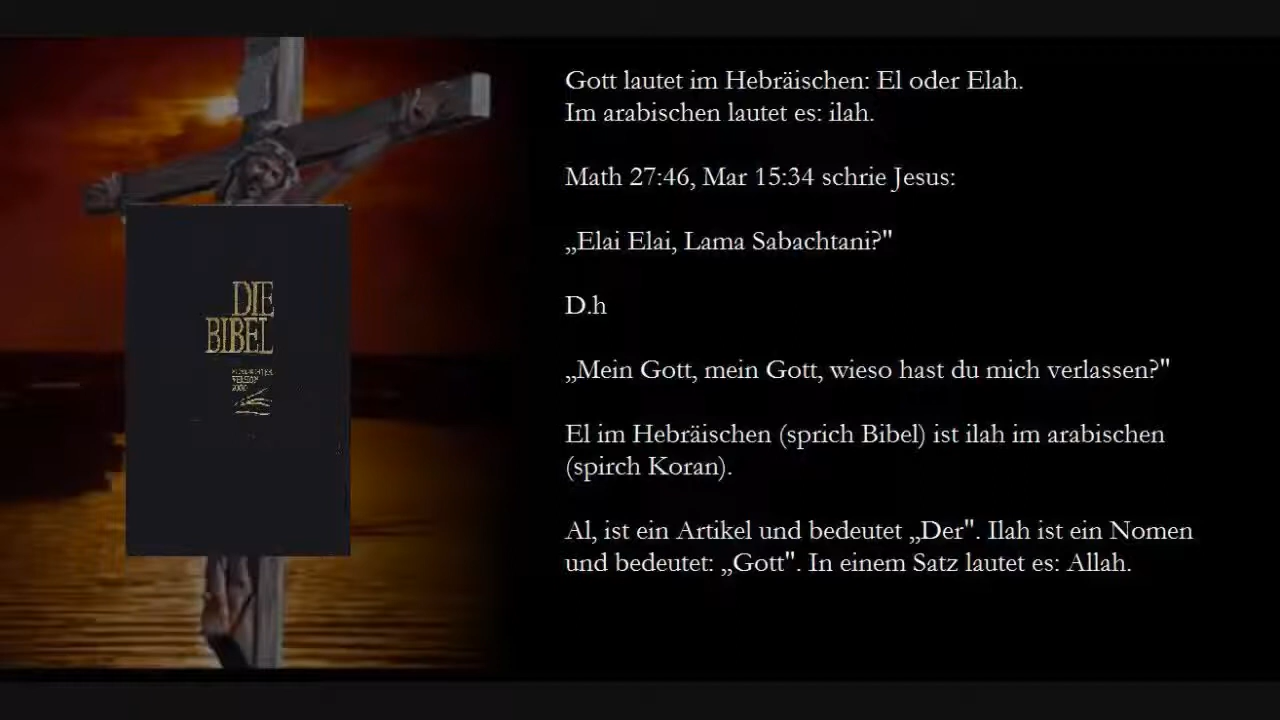 DIE
BIBEL
Gott lautet im Hebräischen: El oder Elah.
Im arabischen lautet es: ilah.
Math 27:46, Mar 15:34 schrie Jesus:
„Elai Elai, Lama Sabachtani?"
D.h
„Mein Gott, mein Gott, wieso hast du mich verlassen?"
El im Hebräischen (sprich Bibel) ist ilah im arabischen
(spirch Koran).
Al, ist ein Artikel und bedeutet „Der". Ilah ist ein Nomen
und bedeutet: „Gott". In einem Satz lautet es: Allah.